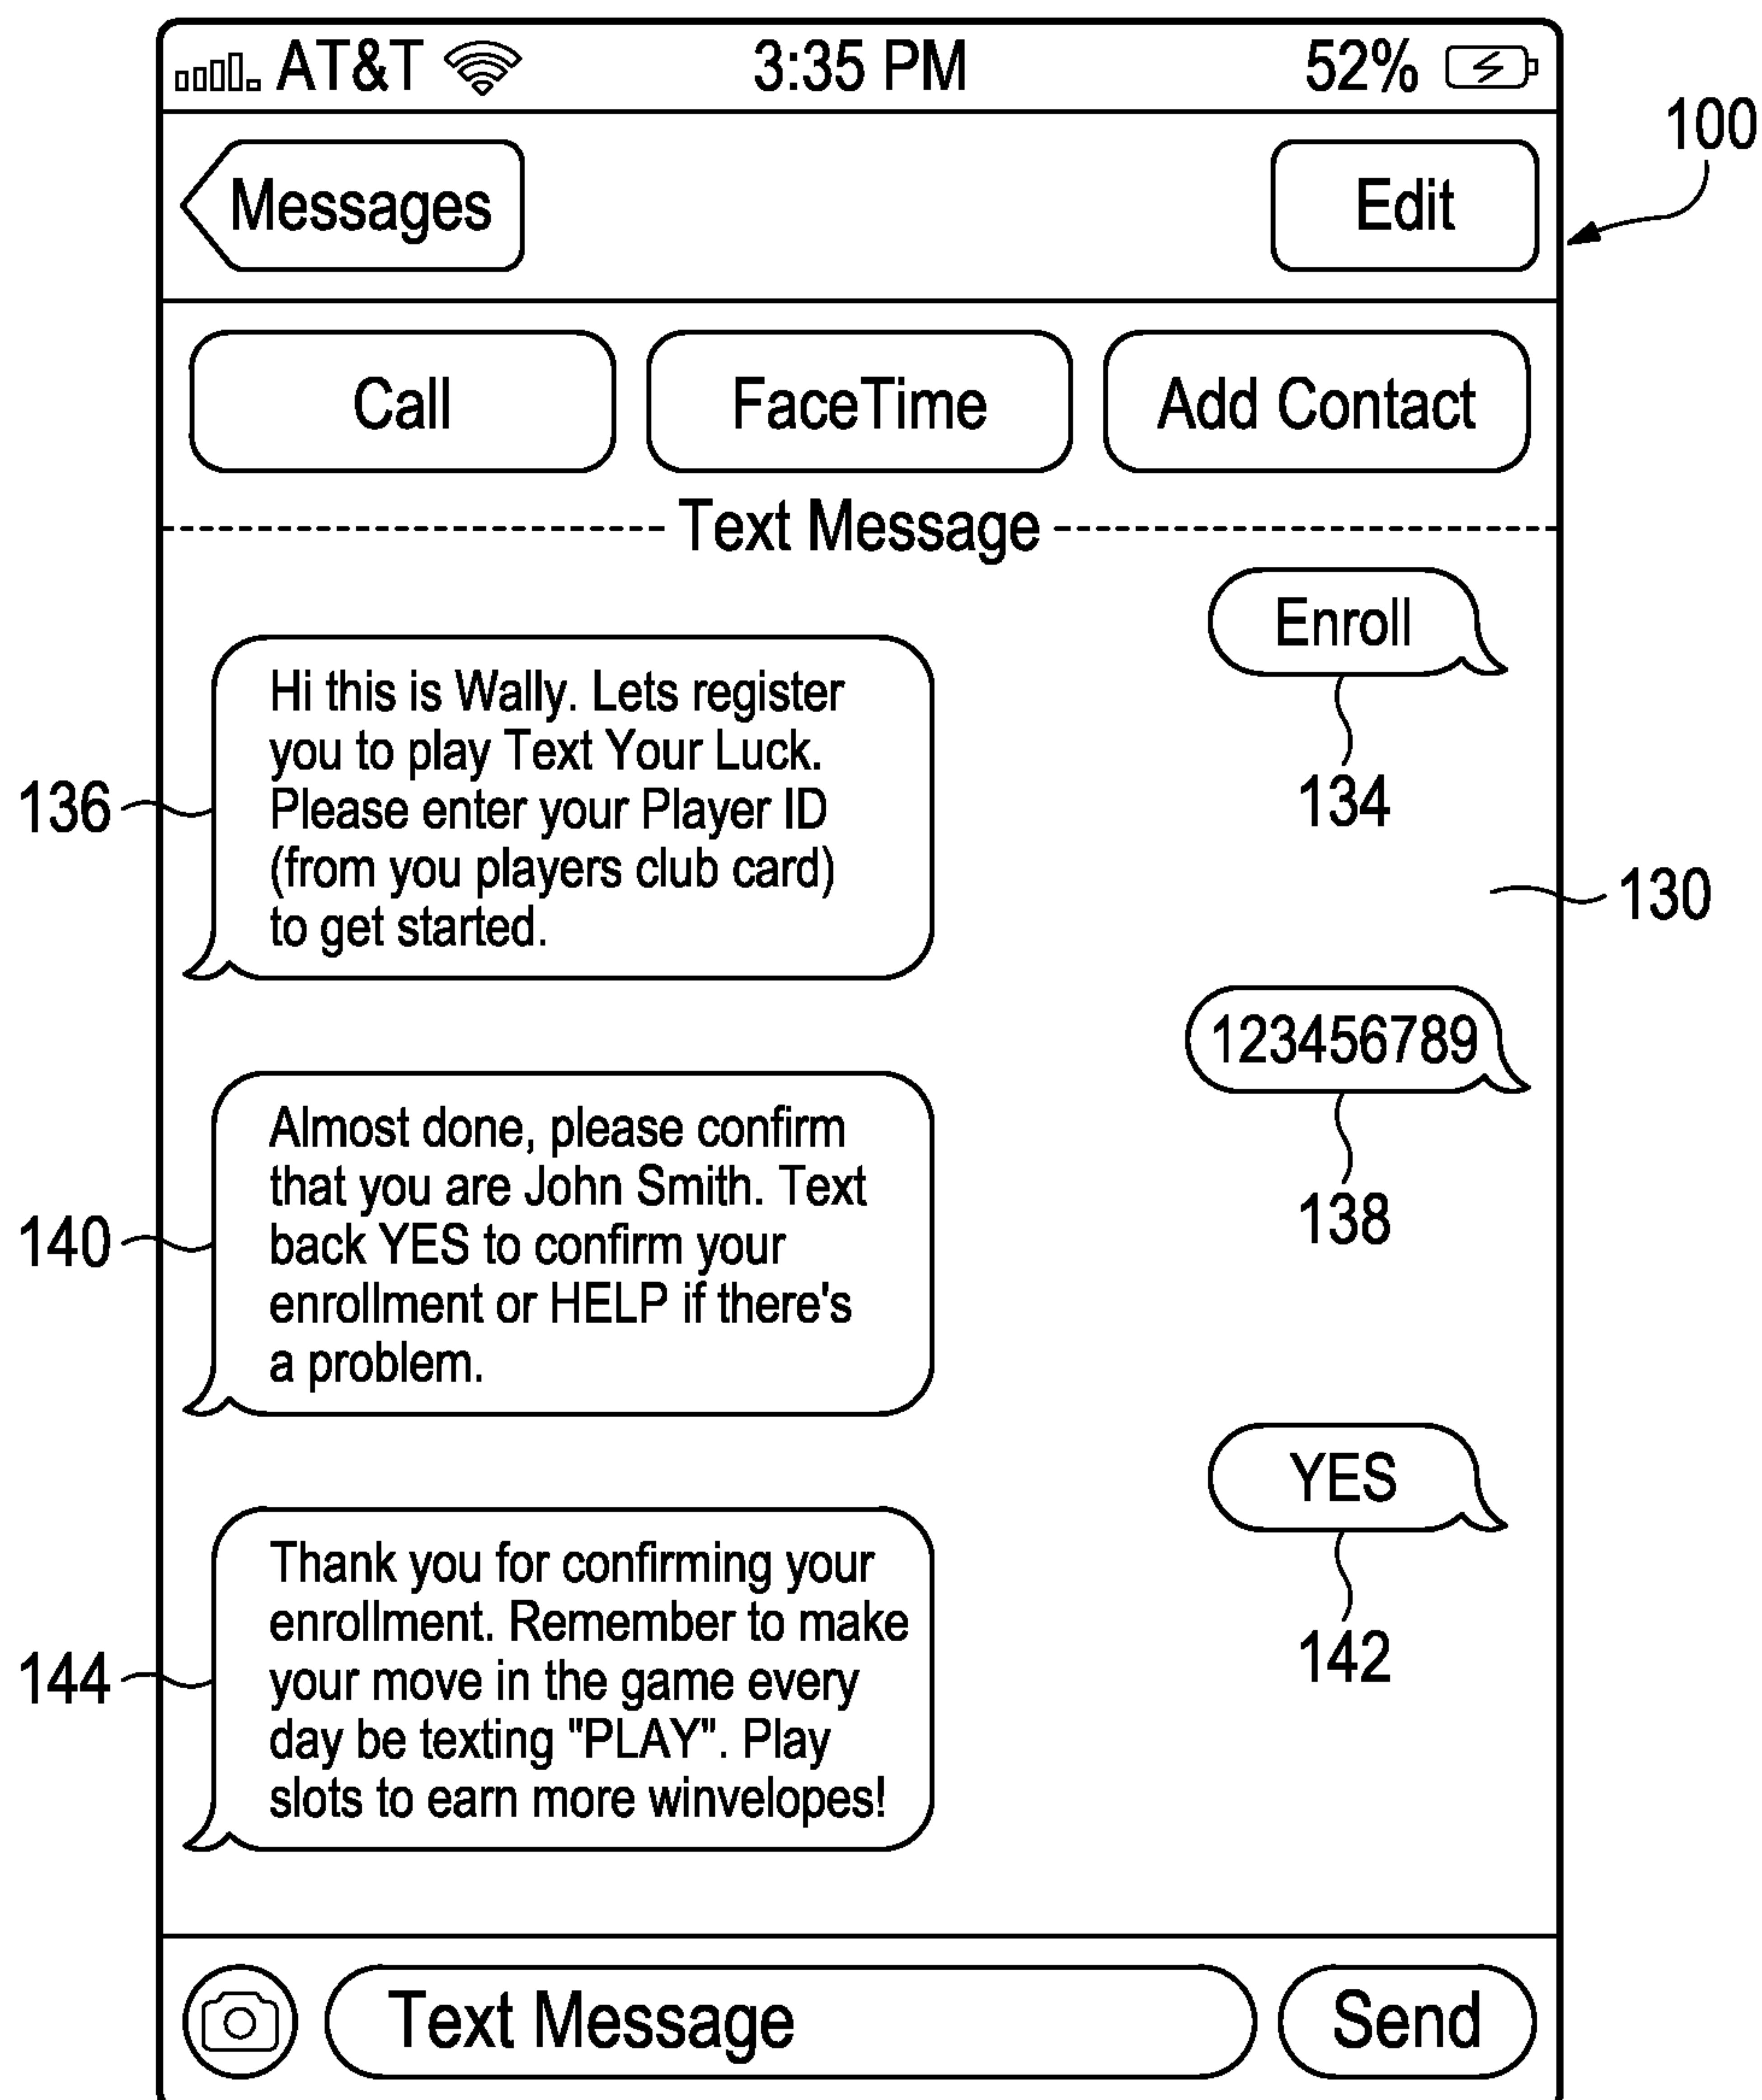 AT&T 3:35 PM 52%
100
Messages Edit
Call FaceTime Add Contact
Text Message
Enroll
134
136
Hi this is Wally. Lets register
you to play Text Your Luck.
Please enter your Player ID
(from you players club card)
to get started.
130
123456789
138
140
Almost done, please confirm
that you are John Smith. Text
back YES to confirm your
enrollment or HELP if there's
a problem.
YES
142
144
Thank you for confirming your
enrollment. Remember to make
your move in the game every
day be texting "PLAY". Play
slots to earn more winvelopes!
Text Message Send